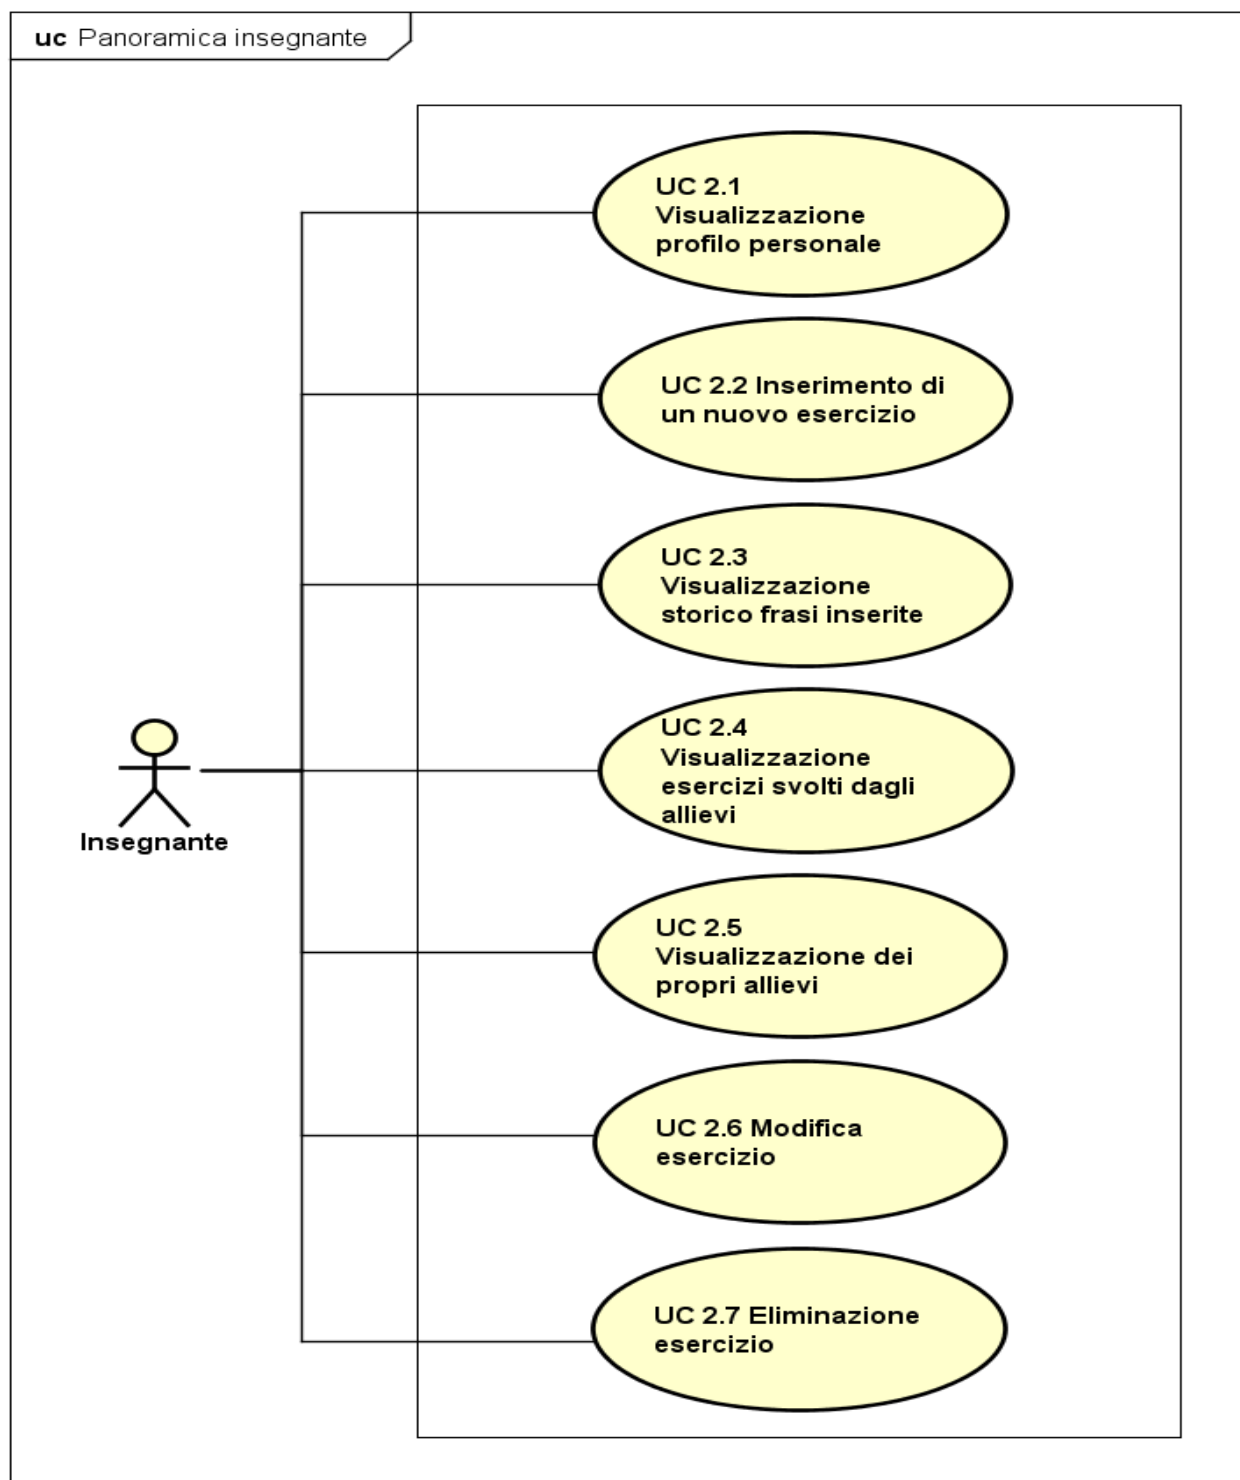 uc Panoramica insegnante
UC 2.1
Visualizzazione
profilo personale
UC 2.2 Inserimento di
un nuovo esercizio
UC 2.3
Visualizzazione
storico frasi inserite
UC 2.4
Visualizzazione
esercizi svolti dagli
allievi
Insegnante
UC 2.5
Visualizzazione dei
propri allievi
UC 2.6 Modifica
esercizio
UC 2.7 Eliminazione
esercizio